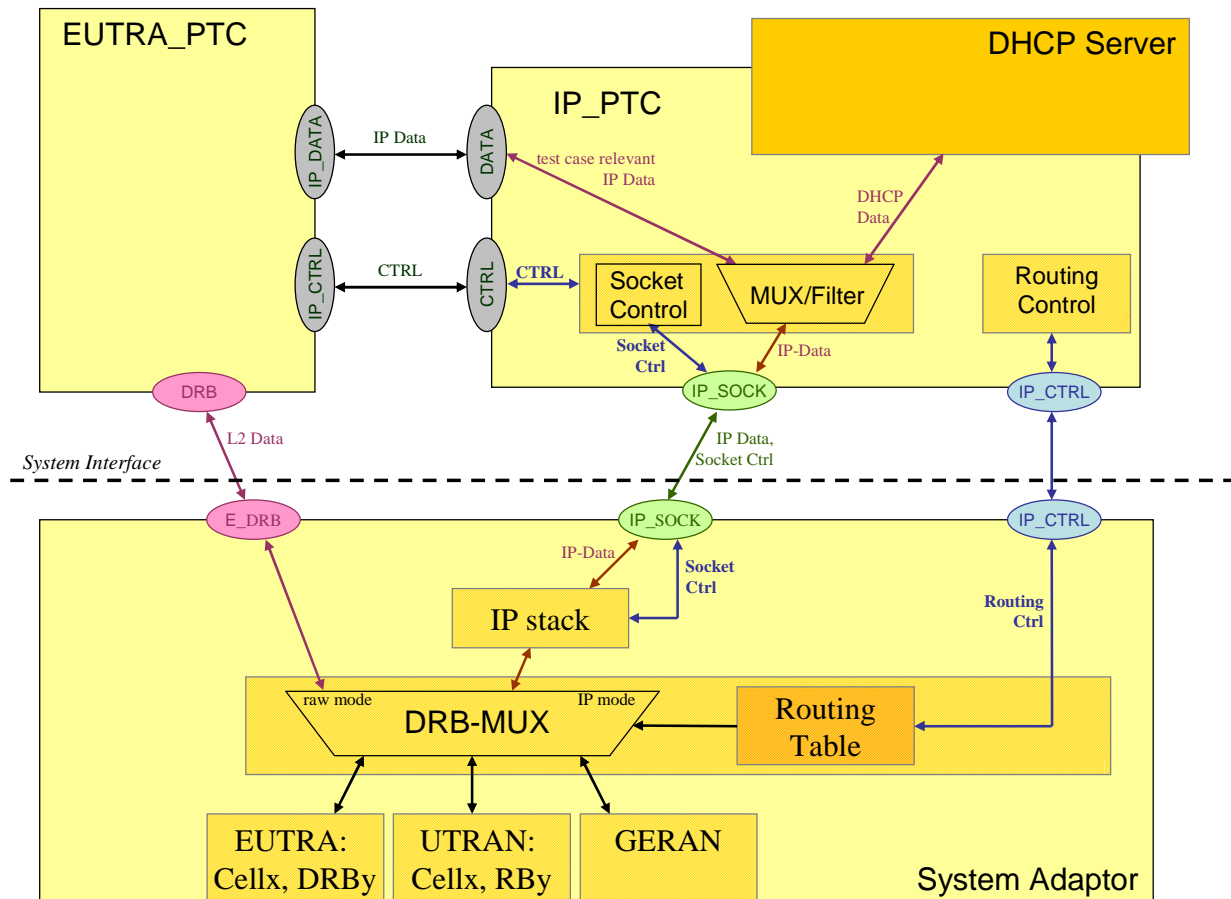 EUTRA_PTC
DHCP Server
IP_PTC
IP_DATA
IP Data
DATA
test case relevant
IP Data
DHCP
Data
IP_CTRL
CTRL
CTRL
CTRL
Socket
Control
MUX/Filter
Routing
Control
Socket
Ctrl
IP-Data
DRB
IP_SOCK
IP_CTRL
L2 Data
IP Data,
Socket Ctrl
System Interface
E_DRB
IP_SOCK
IP_CTRL
IP-Data
Socket
Ctrl
IP stack
Routing
Ctrl
raw mode
IP mode
DRB-MUX
Routing
Table
EUTRA:
Cellx, DRBy
UTRAN:
Cellx, RBy
GERAN
System Adaptor